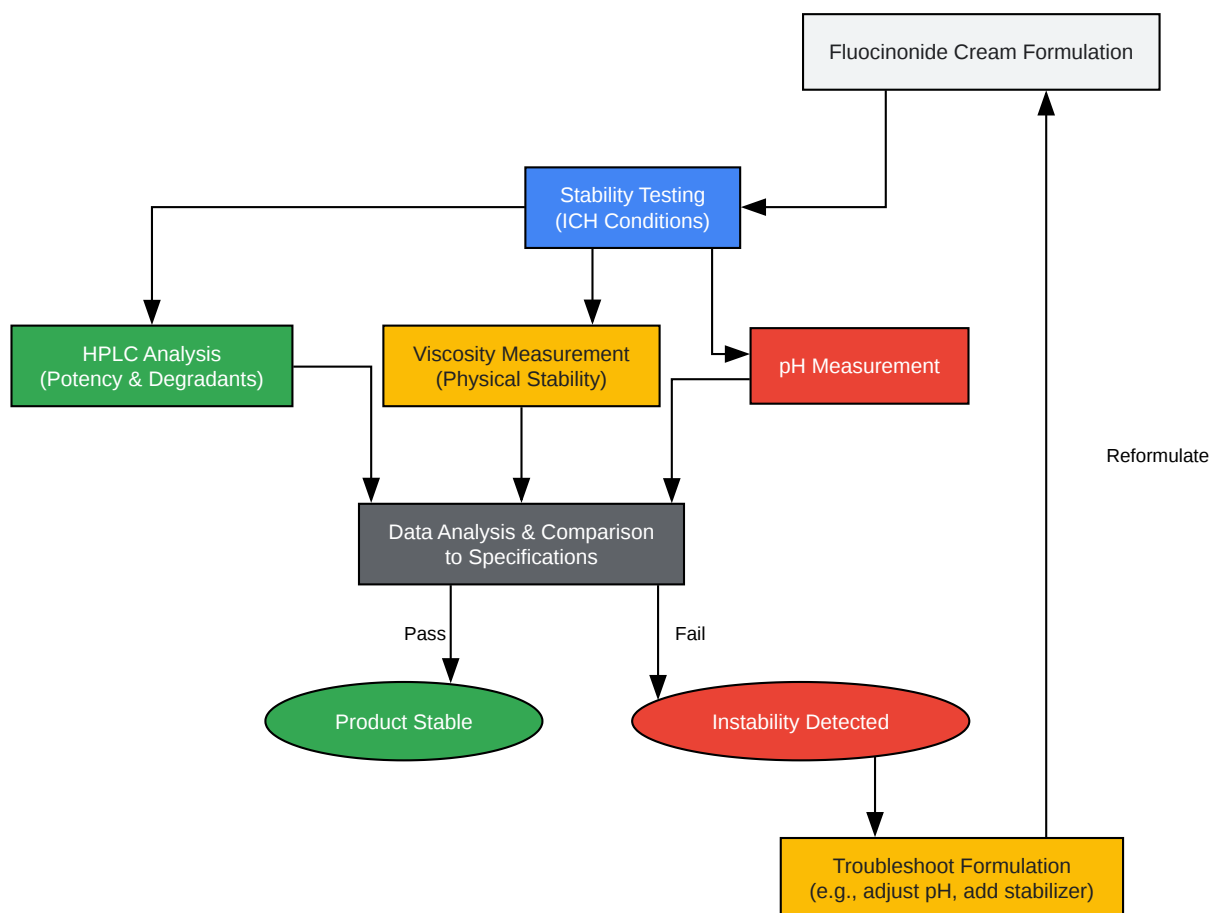 Fluocinonide Cream Formulation
Stability Testing
(ICH Conditions)
HPLC Analysis
(Potency & Degradants)
Viscosity Measurement
(Physical Stability)
pH Measurement
Reformulate
Data Analysis & Comparison
to Specifications
Pass
Fail
Product Stable
Instability Detected
Troubleshoot Formulation
(e.g., adjust pH, add stabilizer)